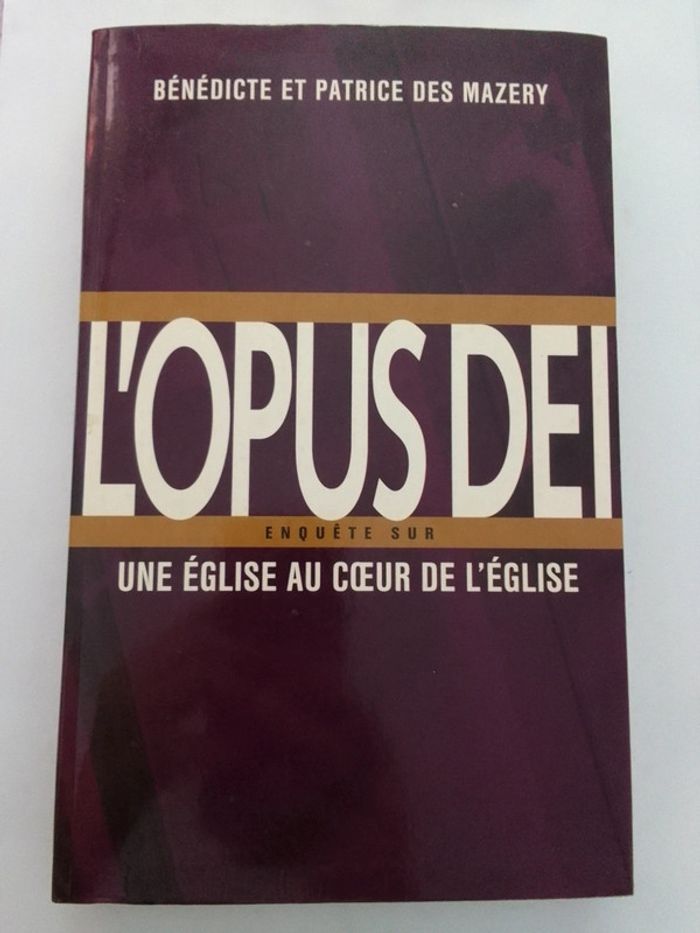 BÉNÉDICTE ET PATRICE DES MAZERY
L'OPUS DEI
ENQUÊTE SUR
UNE ÉGLISE AU CŒUR DE L'ÉGLISE